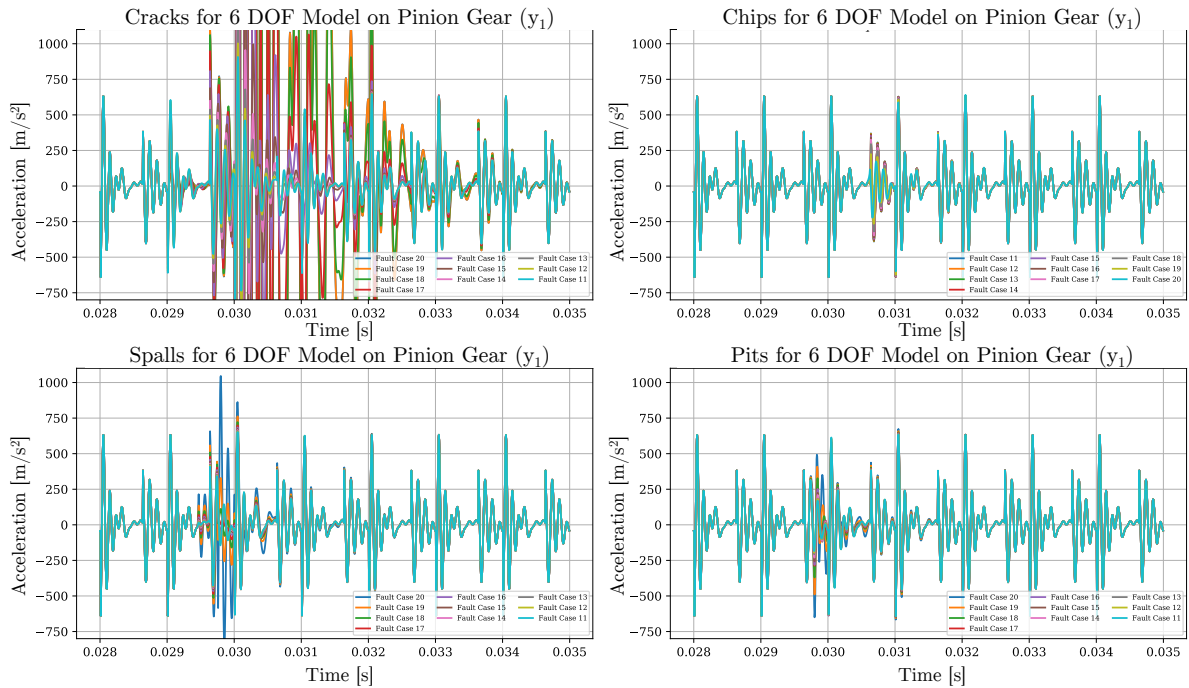 Cracks for 6 DOF Model on Pinion Gear (y₁)
Acceleration [m/s²]
1000
750
500
250
0
−250
−500
−750
Fault Case 20
Fault Case 19
Fault Case 18
Fault Case 17
Fault Case 16
Fault Case 15
Fault Case 14
Fault Case 13
Fault Case 12
Fault Case 11
0.028 0.029 0.030 0.031 0.032 0.033 0.034 0.035
Time [s]
Chips for 6 DOF Model on Pinion Gear (y₁)
Acceleration [m/s²]
1000
750
500
250
0
−250
−500
−750
Fault Case 11
Fault Case 12
Fault Case 13
Fault Case 14
Fault Case 15
Fault Case 16
Fault Case 17
Fault Case 18
Fault Case 19
Fault Case 20
0.028 0.029 0.030 0.031 0.032 0.033 0.034 0.035
Time [s]
Spalls for 6 DOF Model on Pinion Gear (y₁)
Acceleration [m/s²]
1000
750
500
250
0
−250
−500
−750
Fault Case 20
Fault Case 19
Fault Case 18
Fault Case 17
Fault Case 16
Fault Case 15
Fault Case 14
Fault Case 13
Fault Case 12
Fault Case 11
0.028 0.029 0.030 0.031 0.032 0.033 0.034 0.035
Time [s]
Pits for 6 DOF Model on Pinion Gear (y₁)
Acceleration [m/s²]
1000
750
500
250
0
−250
−500
−750
Fault Case 20
Fault Case 19
Fault Case 18
Fault Case 17
Fault Case 16
Fault Case 15
Fault Case 14
Fault Case 13
Fault Case 12
Fault Case 11
0.028 0.029 0.030 0.031 0.032 0.033 0.034 0.035
Time [s]